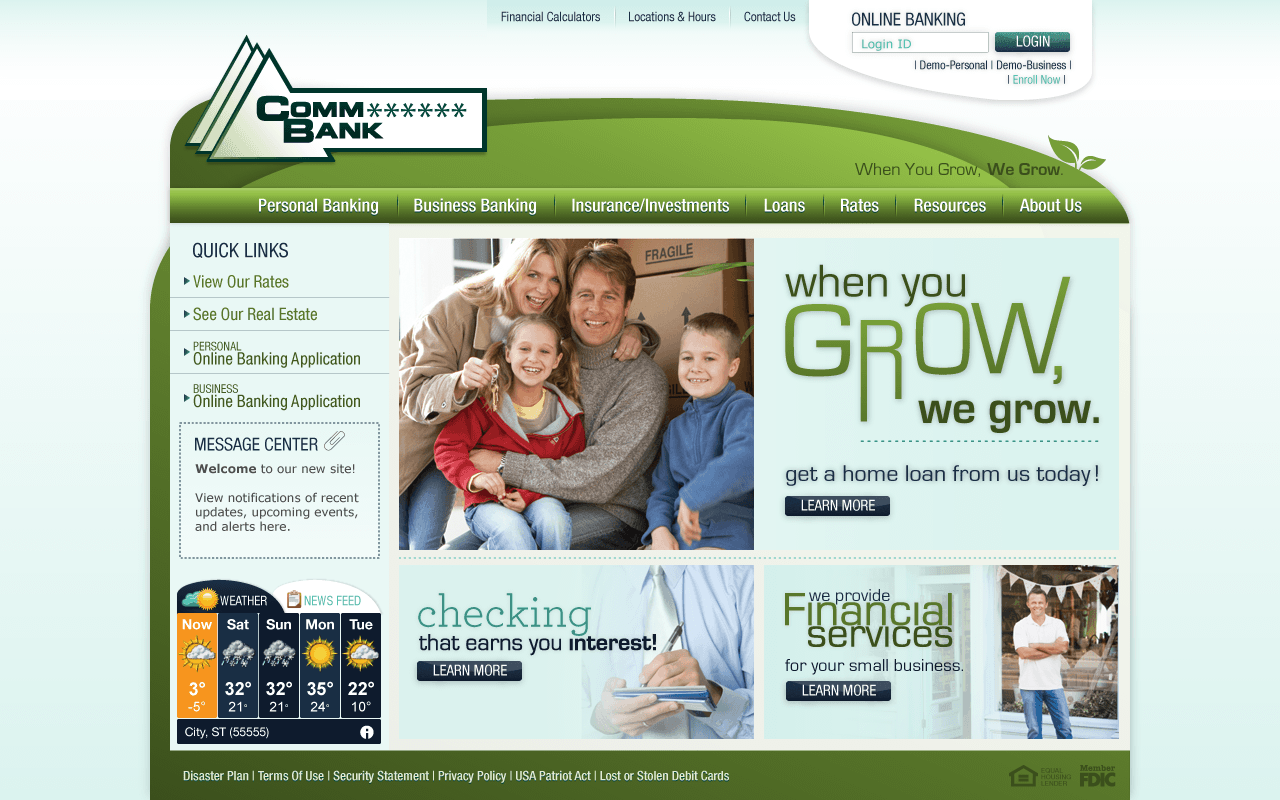 Financial Calculators
Locations & Hours
Contact Us
ONLINE BANKING
Login ID
LOGIN
| Demo-Personal | Demo-Business |
| Enroll Now |
COMM******
BANK
When You Grow, We Grow.
Personal Banking
Business Banking
Insurance/Investments
Loans
Rates
Resources
About Us
QUICK LINKS
View Our Rates
See Our Real Estate
PERSONAL
Online Banking Application
BUSINESS
Online Banking Application
MESSAGE CENTER
Welcome to our new site!
View notifications of recent
updates, upcoming events,
and alerts here.
WEATHER
NEWS FEED
Now Sat Sun Mon Tue
3° 32° 32° 35° 22°
-5° 21° 21° 24° 10°
City, ST (55555)
FRAGILE
when you
GROW,
we grow.
get a home loan from us today!
LEARN MORE
checking
that earns you interest!
LEARN MORE
we provide
Financial
services
for your small business.
LEARN MORE
Disaster Plan | Terms Of Use | Security Statement | Privacy Policy | USA Patriot Act | Lost or Stolen Debit Cards
EQUAL
HOUSING
LENDER
Member
FDIC